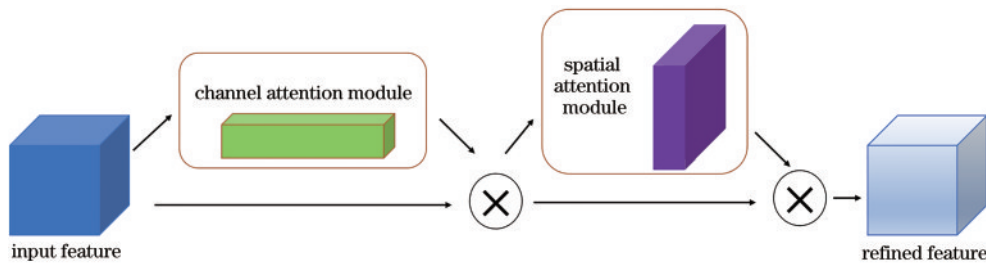 channel attention module
spatial
attention
module
input feature
refined feature